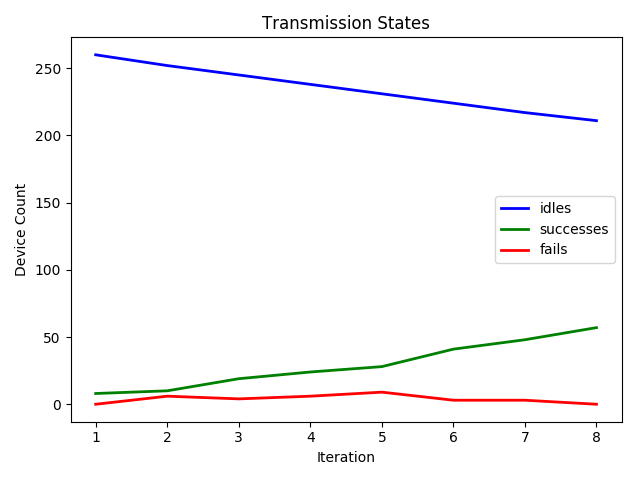 Transmission States
Device Count
250
200
150
100
50
0
idles
successes
fails
1 2 3 4 5 6 7 8
Iteration